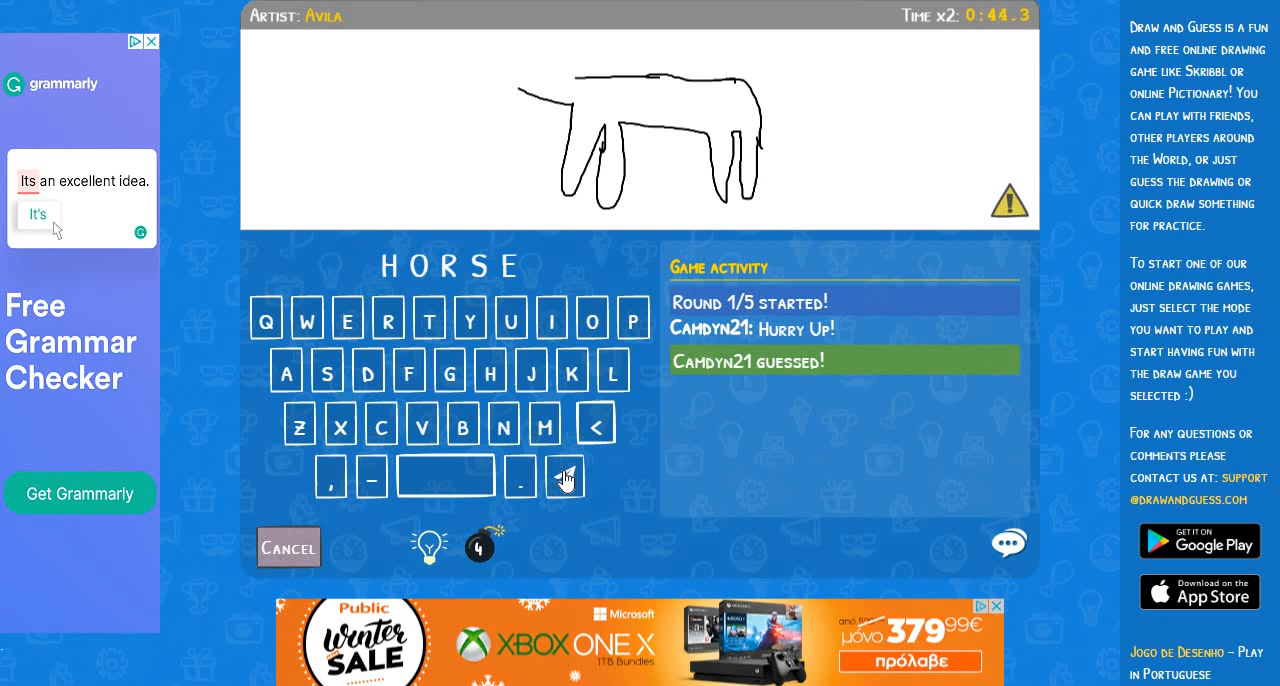 Artist: Avila
Time x2: 0:44.3
grammarly
Its an excellent idea.
It's
Free
Grammar
Checker
Get Grammarly
HORSE
Q W E R T Y U I O P
A S D F G H J K L
Z X C V B N M <
, - .
Cancel
4
Game activity
Round 1/5 started!
Camdyn21: Hurry Up!
Camdyn21 guessed!
Draw and Guess is a fun
and free online drawing
game like Skribbl or
online Pictionary! You
can play with friends,
other players around
the World, or just
guess the drawing or
quick draw something
for practice.
To start one of our
online drawing games,
just select the mode
you want to play and
start having fun with
the draw game you
selected :)
For any questions or
comments please
contact us at: support
@drawandguess.com
GET IT ON
Google Play
Download on the
App Store
Jogo de Desenho - Play
in Portuguese
Public
Winter
SALE
Microsoft
XBOX ONE X
1TB Bundles
μόνο 379,99€
πρόλαβε